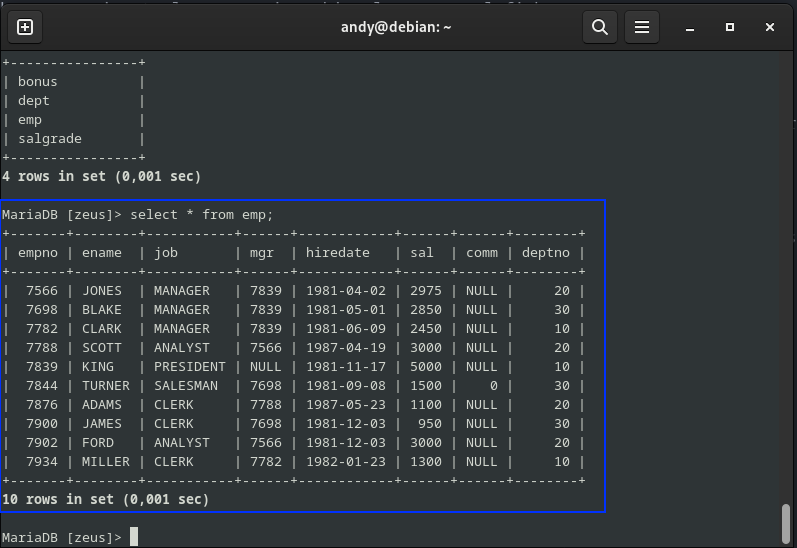 andy@debian: ~
+----------------+
| bonus          |
| dept           |
| emp            |
| salgrade       |
+----------------+
4 rows in set (0,001 sec)
MariaDB [zeus]> select * from emp;
+-------+--------+-----------+------+------------+------+------+--------+
| empno | ename  | job       | mgr  | hiredate   | sal  | comm | deptno |
+-------+--------+-----------+------+------------+------+------+--------+
|  7566 | JONES  | MANAGER   | 7839 | 1981-04-02 | 2975 | NULL |     20 |
|  7698 | BLAKE  | MANAGER   | 7839 | 1981-05-01 | 2850 | NULL |     30 |
|  7782 | CLARK  | MANAGER   | 7839 | 1981-06-09 | 2450 | NULL |     10 |
|  7788 | SCOTT  | ANALYST   | 7566 | 1987-04-19 | 3000 | NULL |     20 |
|  7839 | KING   | PRESIDENT | NULL | 1981-11-17 | 5000 | NULL |     10 |
|  7844 | TURNER | SALESMAN  | 7698 | 1981-09-08 | 1500 |    0 |     30 |
|  7876 | ADAMS  | CLERK     | 7788 | 1987-05-23 | 1100 | NULL |     20 |
|  7900 | JAMES  | CLERK     | 7698 | 1981-12-03 |  950 | NULL |     30 |
|  7902 | FORD   | ANALYST   | 7566 | 1981-12-03 | 3000 | NULL |     20 |
|  7934 | MILLER | CLERK     | 7782 | 1982-01-23 | 1300 | NULL |     10 |
+-------+--------+-----------+------+------------+------+------+--------+
10 rows in set (0,001 sec)
MariaDB [zeus]>